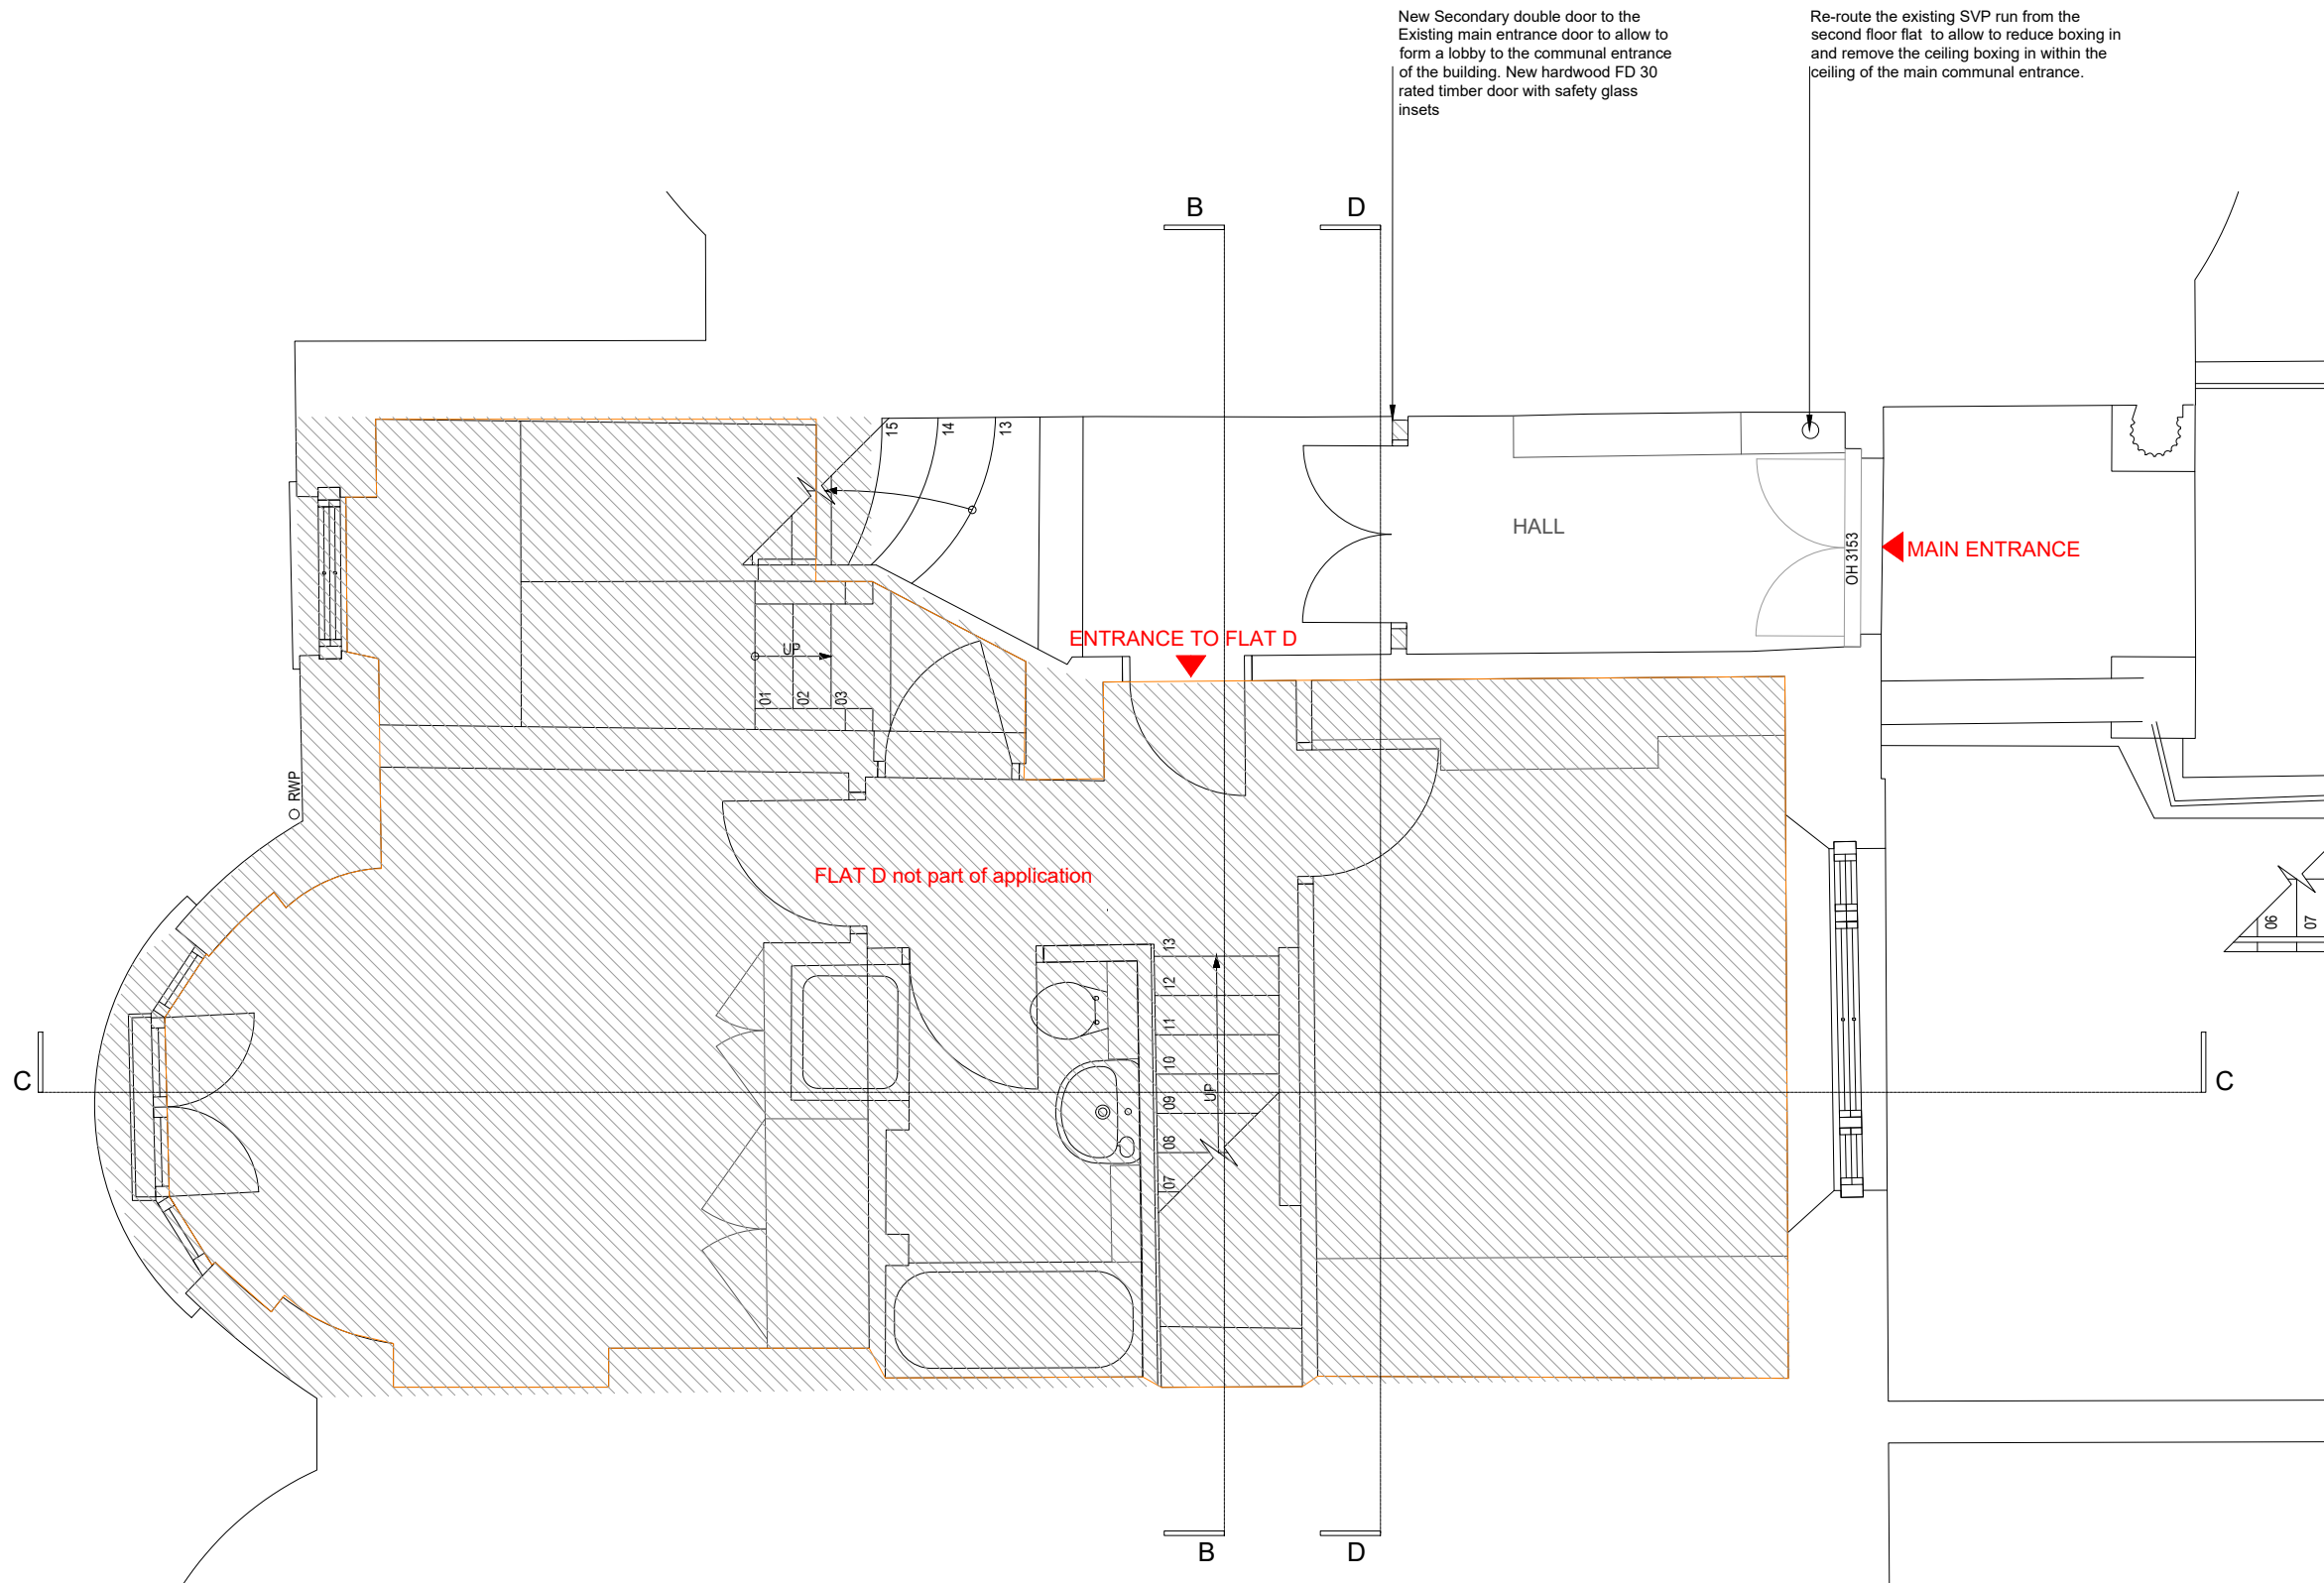 New Secondary double door to the
Existing main entrance door to allow to
form a lobby to the communal entrance
of the building. New hardwood FD 30
rated timber door with safety glass
insets
Re-route the existing SVP run from the
second floor flat to allow to reduce boxing in
and remove the ceiling boxing in within the
ceiling of the main communal entrance.
B
D
15
14
13
HALL
OH 3153
MAIN ENTRANCE
ENTRANCE TO FLAT D
UP
01
02
03
RWP
FLAT D not part of application
06
07
13
12
11
10
09
08
07
UP
C
C
B
D